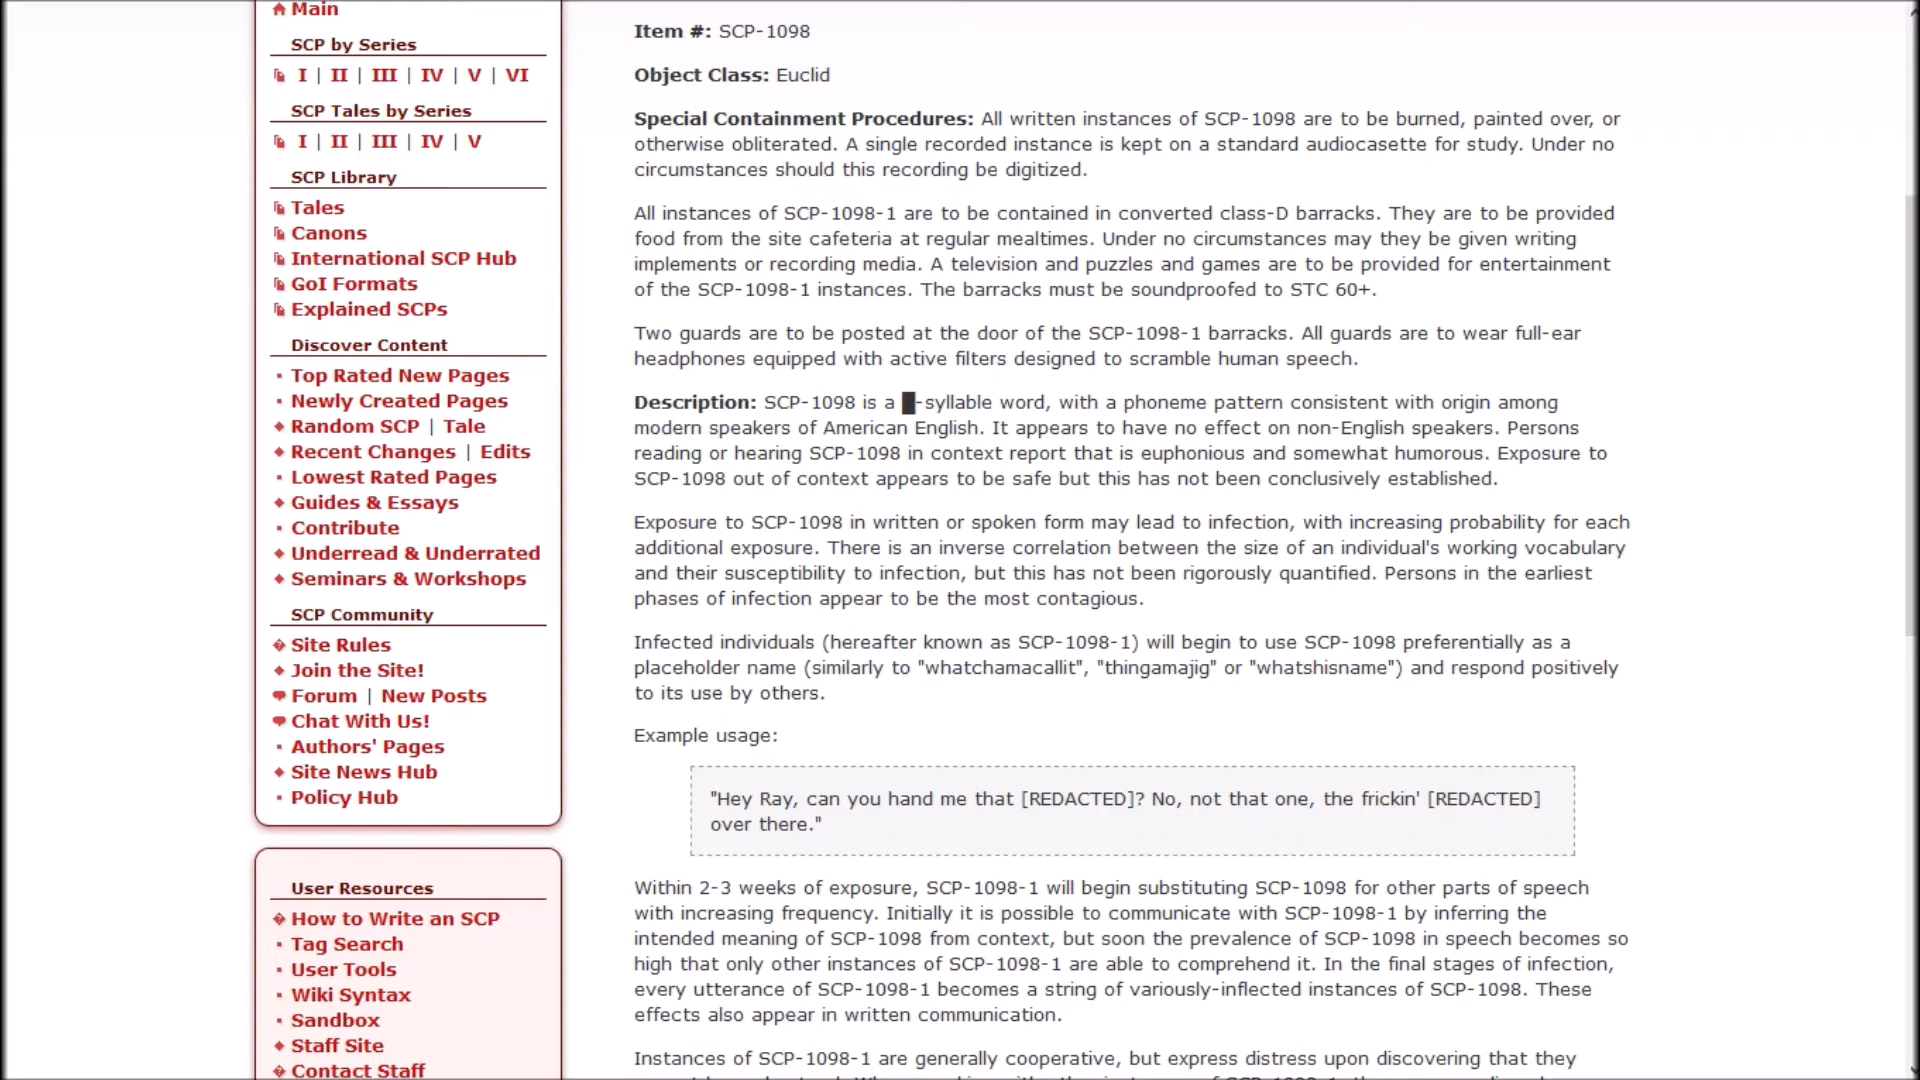 Main
SCP by Series
I | II | III | IV | V | VI
SCP Tales by Series
I | II | III | IV | V
SCP Library
Tales
Canons
International SCP Hub
GoI Formats
Explained SCPs
Discover Content
Top Rated New Pages
Newly Created Pages
Random SCP | Tale
Recent Changes | Edits
Lowest Rated Pages
Guides & Essays
Contribute
Underread & Underrated
Seminars & Workshops
SCP Community
Site Rules
Join the Site!
Forum | New Posts
Chat With Us!
Authors' Pages
Site News Hub
Policy Hub
User Resources
How to Write an SCP
Tag Search
User Tools
Wiki Syntax
Sandbox
Staff Site
Contact Staff
Item #: SCP-1098
Object Class: Euclid
Special Containment Procedures: All written instances of SCP-1098 are to be burned, painted over, or
otherwise obliterated. A single recorded instance is kept on a standard audiocasette for study. Under no
circumstances should this recording be digitized.
All instances of SCP-1098-1 are to be contained in converted class-D barracks. They are to be provided
food from the site cafeteria at regular mealtimes. Under no circumstances may they be given writing
implements or recording media. A television and puzzles and games are to be provided for entertainment
of the SCP-1098-1 instances. The barracks must be soundproofed to STC 60+.
Two guards are to be posted at the door of the SCP-1098-1 barracks. All guards are to wear full-ear
headphones equipped with active filters designed to scramble human speech.
Description: SCP-1098 is a █-syllable word, with a phoneme pattern consistent with origin among
modern speakers of American English. It appears to have no effect on non-English speakers. Persons
reading or hearing SCP-1098 in context report that is euphonious and somewhat humorous. Exposure to
SCP-1098 out of context appears to be safe but this has not been conclusively established.
Exposure to SCP-1098 in written or spoken form may lead to infection, with increasing probability for each
additional exposure. There is an inverse correlation between the size of an individual's working vocabulary
and their susceptibility to infection, but this has not been rigorously quantified. Persons in the earliest
phases of infection appear to be the most contagious.
Infected individuals (hereafter known as SCP-1098-1) will begin to use SCP-1098 preferentially as a
placeholder name (similarly to "whatchamacallit", "thingamajig" or "whatshisname") and respond positively
to its use by others.
Example usage:
"Hey Ray, can you hand me that [REDACTED]? No, not that one, the frickin' [REDACTED]
over there."
Within 2-3 weeks of exposure, SCP-1098-1 will begin substituting SCP-1098 for other parts of speech
with increasing frequency. Initially it is possible to communicate with SCP-1098-1 by inferring the
intended meaning of SCP-1098 from context, but soon the prevalence of SCP-1098 in speech becomes so
high that only other instances of SCP-1098-1 are able to comprehend it. In the final stages of infection,
every utterance of SCP-1098-1 becomes a string of variously-inflected instances of SCP-1098. These
effects also appear in written communication.
Instances of SCP-1098-1 are generally cooperative, but express distress upon discovering that they